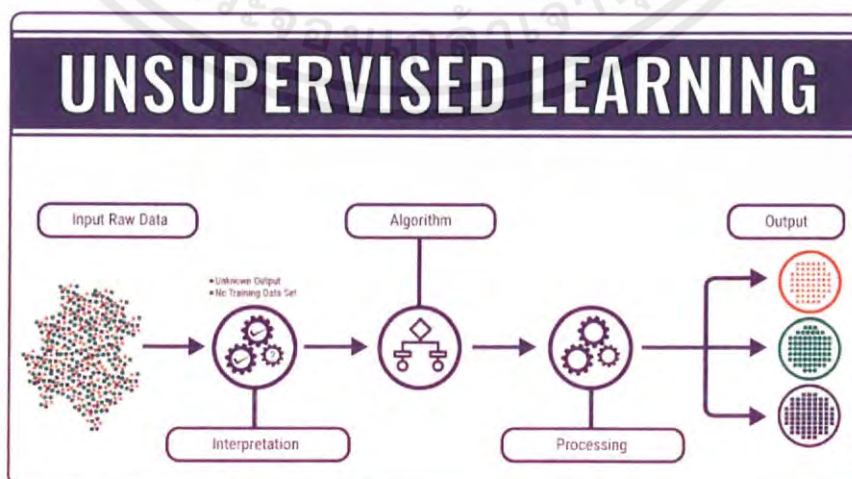 UNSUPERVISED LEARNING
Input Raw Data
Algorithm
Output
• Unknown Output
• No Training Data Set
?
Interpretation
Processing